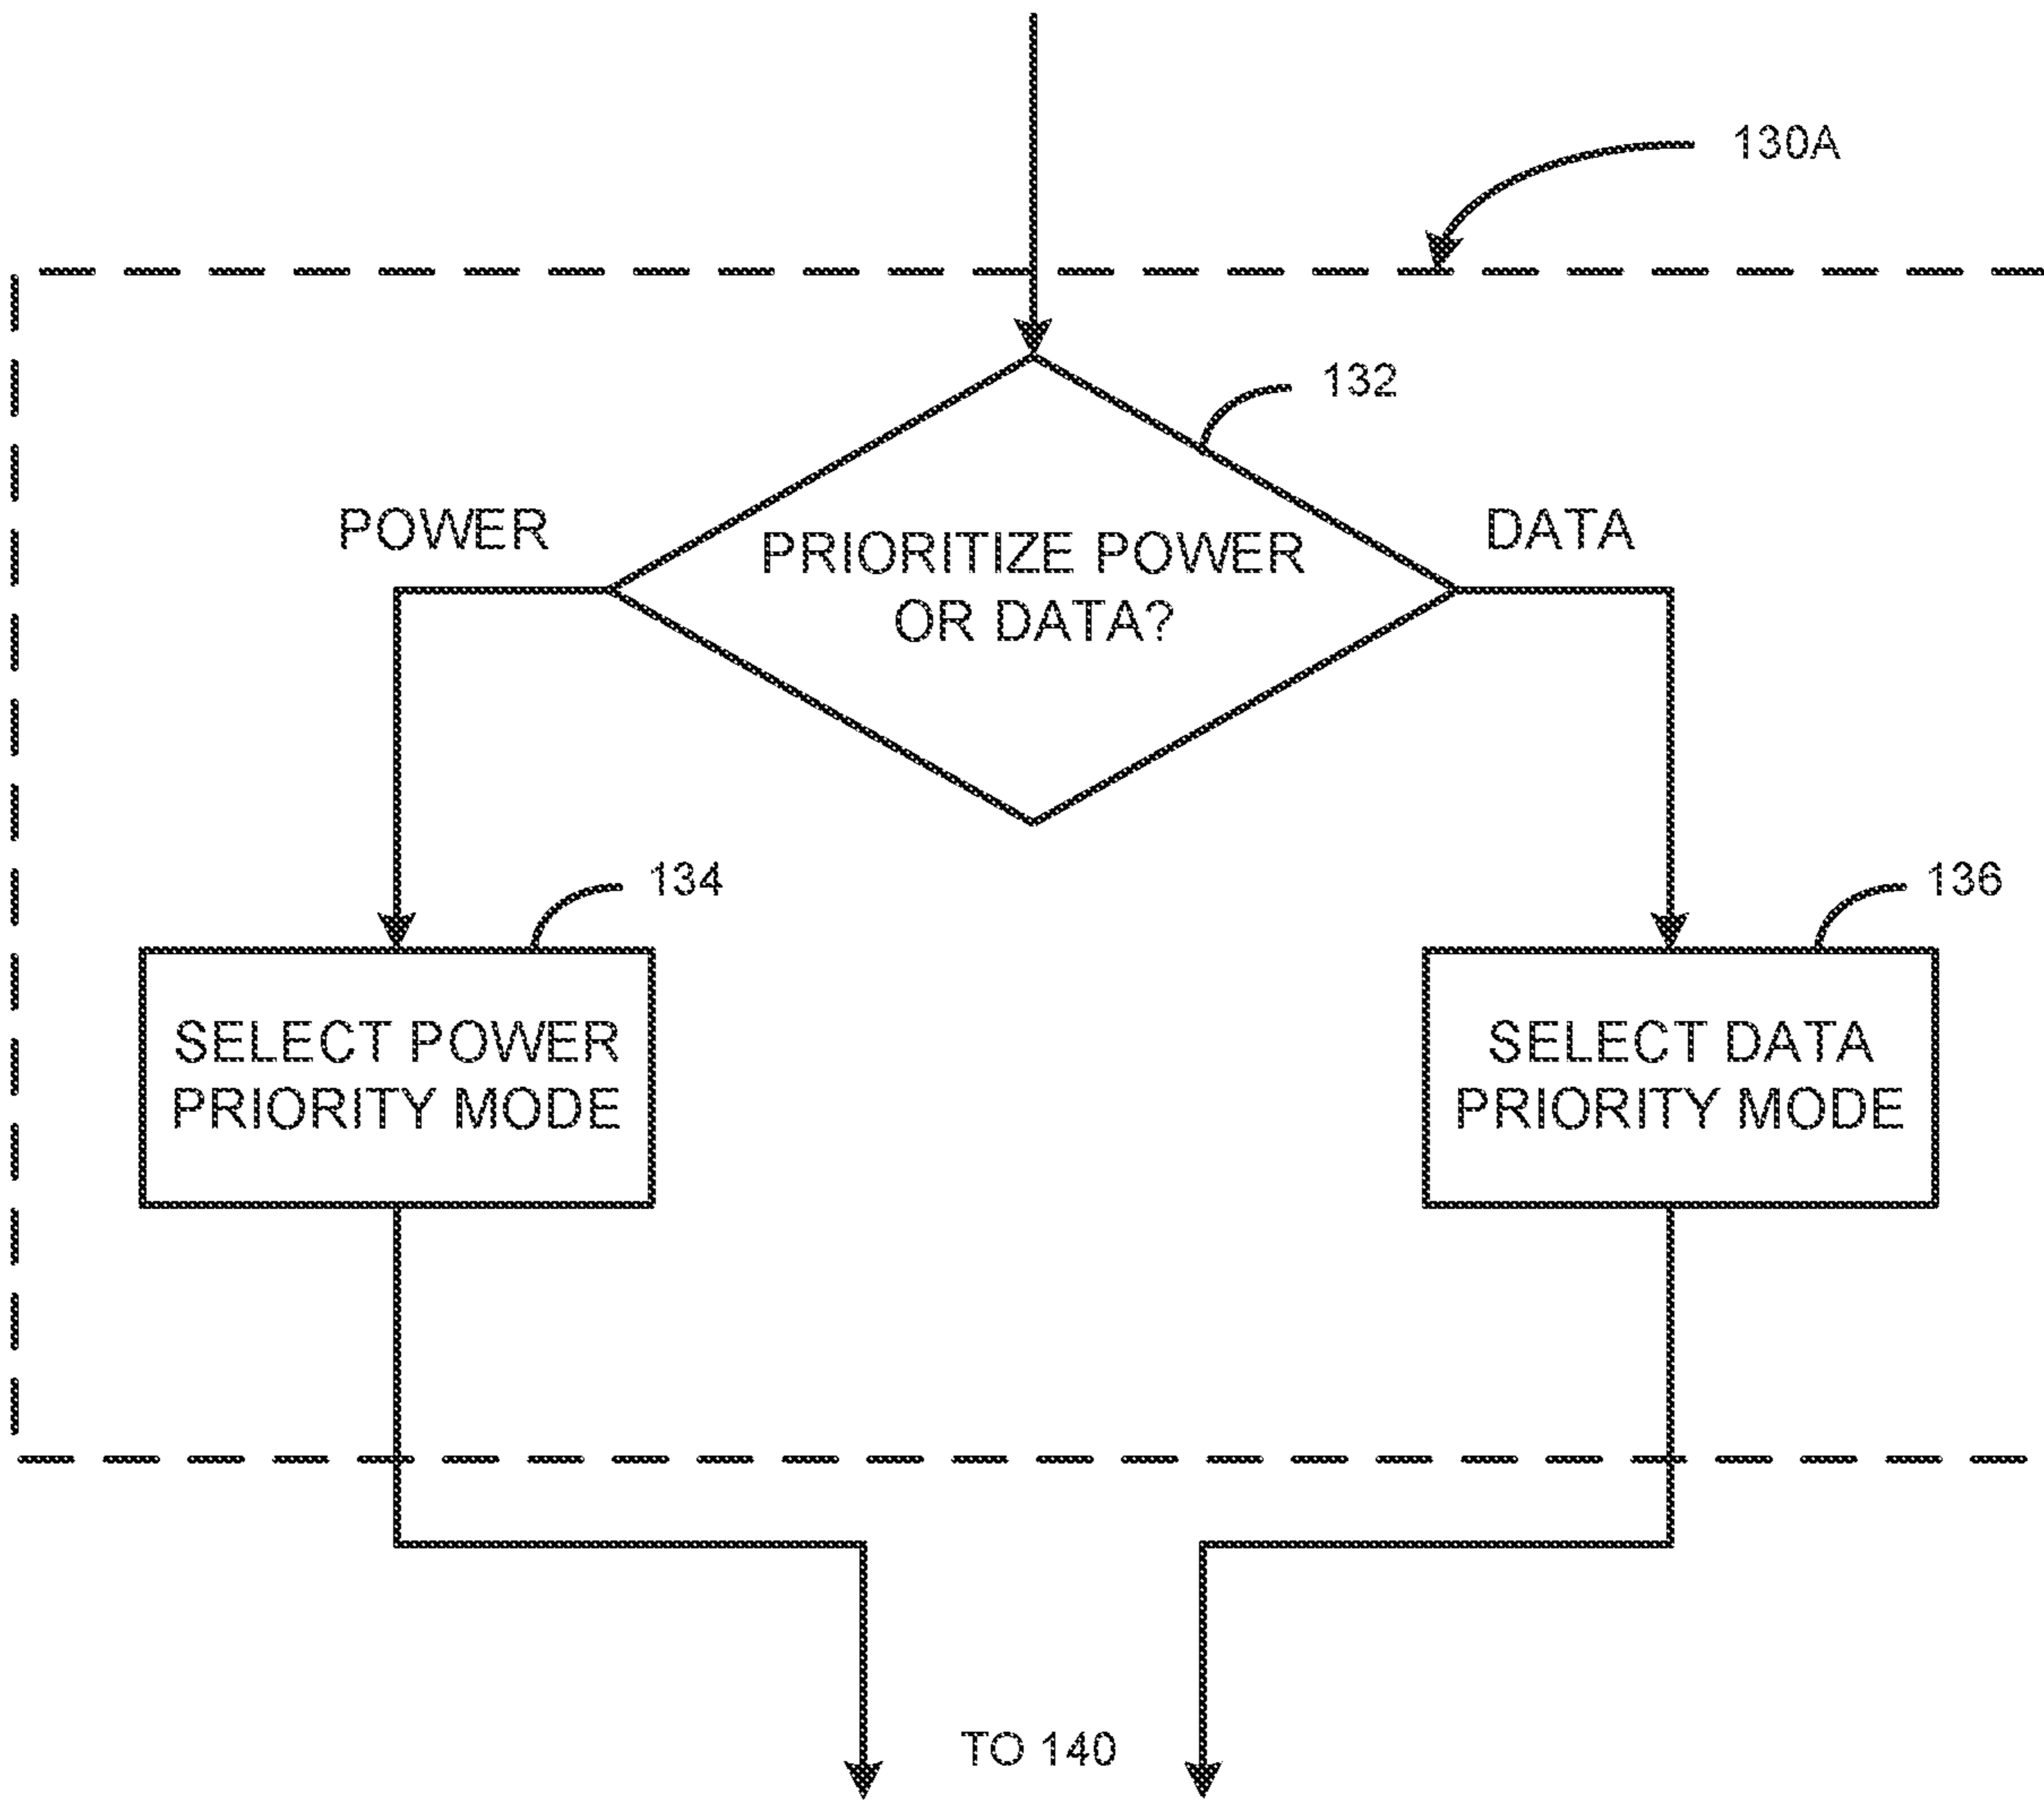 130A
132
POWER
DATA
PRIORITIZE POWER
OR DATA?
134
136
SELECT POWER
PRIORITY MODE
SELECT DATA
PRIORITY MODE
TO 140